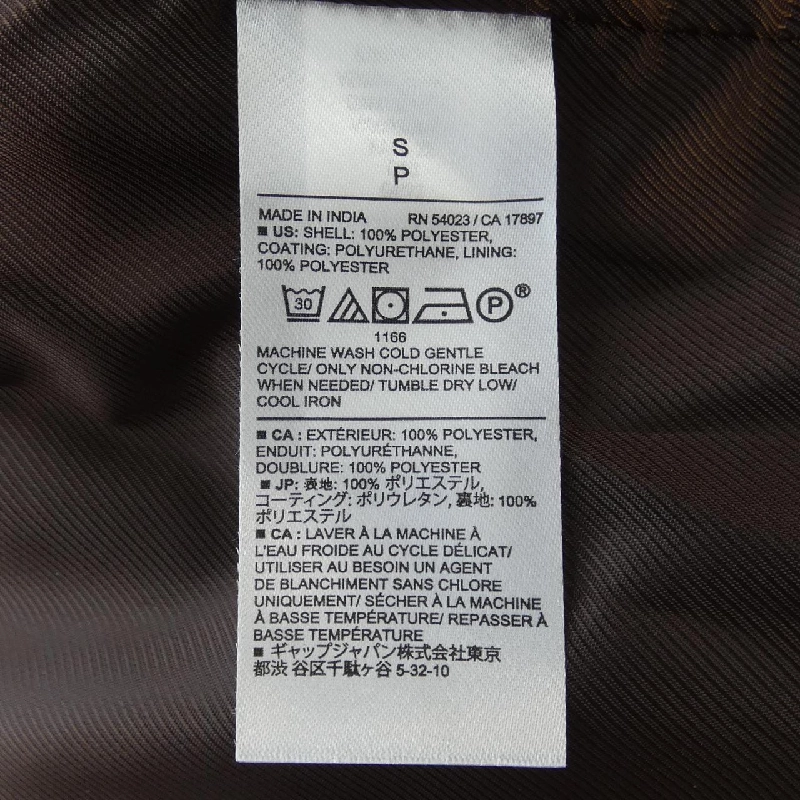 S
P
MADE IN INDIA RN 54023 / CA 17897
■ US: SHELL: 100% POLYESTER,
COATING: POLYURETHANE, LINING:
100% POLYESTER
30 P ®
1166
MACHINE WASH COLD GENTLE
CYCLE/ ONLY NON-CHLORINE BLEACH
WHEN NEEDED/ TUMBLE DRY LOW/
COOL IRON
■ CA : EXTÉRIEUR: 100% POLYESTER,
ENDUIT: POLYURÉTHANNE,
DOUBLURE: 100% POLYESTER
■ JP: 表地: 100% ポリエステル,
コーティング: ポリウレタン, 裏地: 100%
ポリエステル
■ CA : LAVER À LA MACHINE À
L'EAU FROIDE AU CYCLE DÉLICAT/
UTILISER AU BESOIN UN AGENT
DE BLANCHIMENT SANS CHLORE
UNIQUEMENT/ SÉCHER À LA MACHINE
À BASSE TEMPÉRATURE/ REPASSER À
BASSE TEMPÉRATURE
■ ギャップジャパン株式会社東京
都渋 谷区千駄ヶ谷 5-32-10